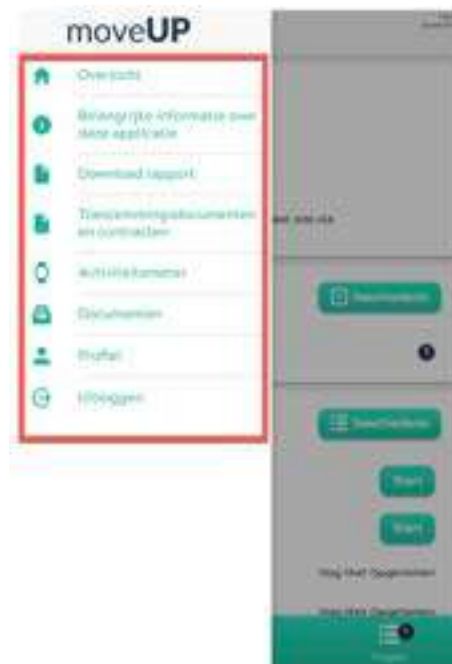 moveUP
Overzicht
Belangrijke informatie over
deze applicatie
Download rapport
Toestemmingsdocumenten
en contracten
Activiteitsmeter
Documenten
Profiel
Uitloggen
Start
Start